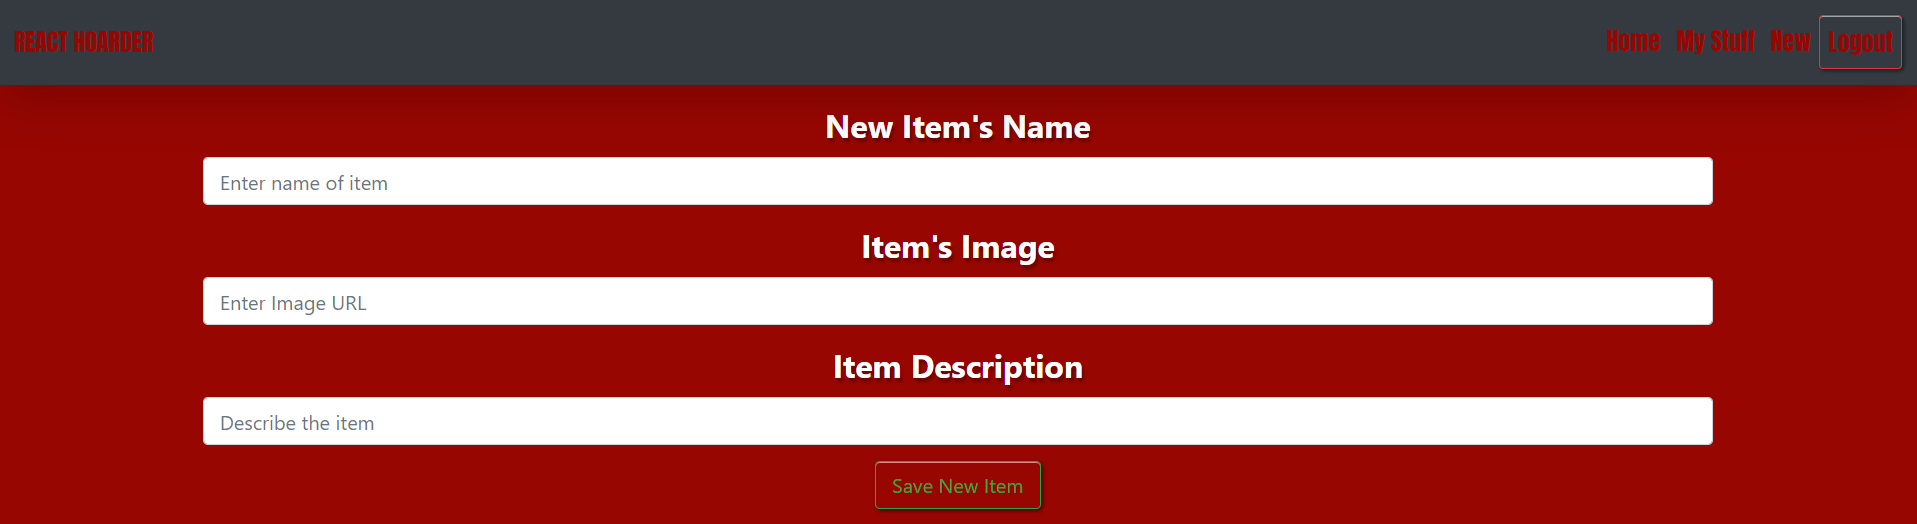 REACT HOARDER Home My Stuff New Logout
New Item's Name
Enter name of item
Item's Image
Enter Image URL
Item Description
Describe the item
Save New Item